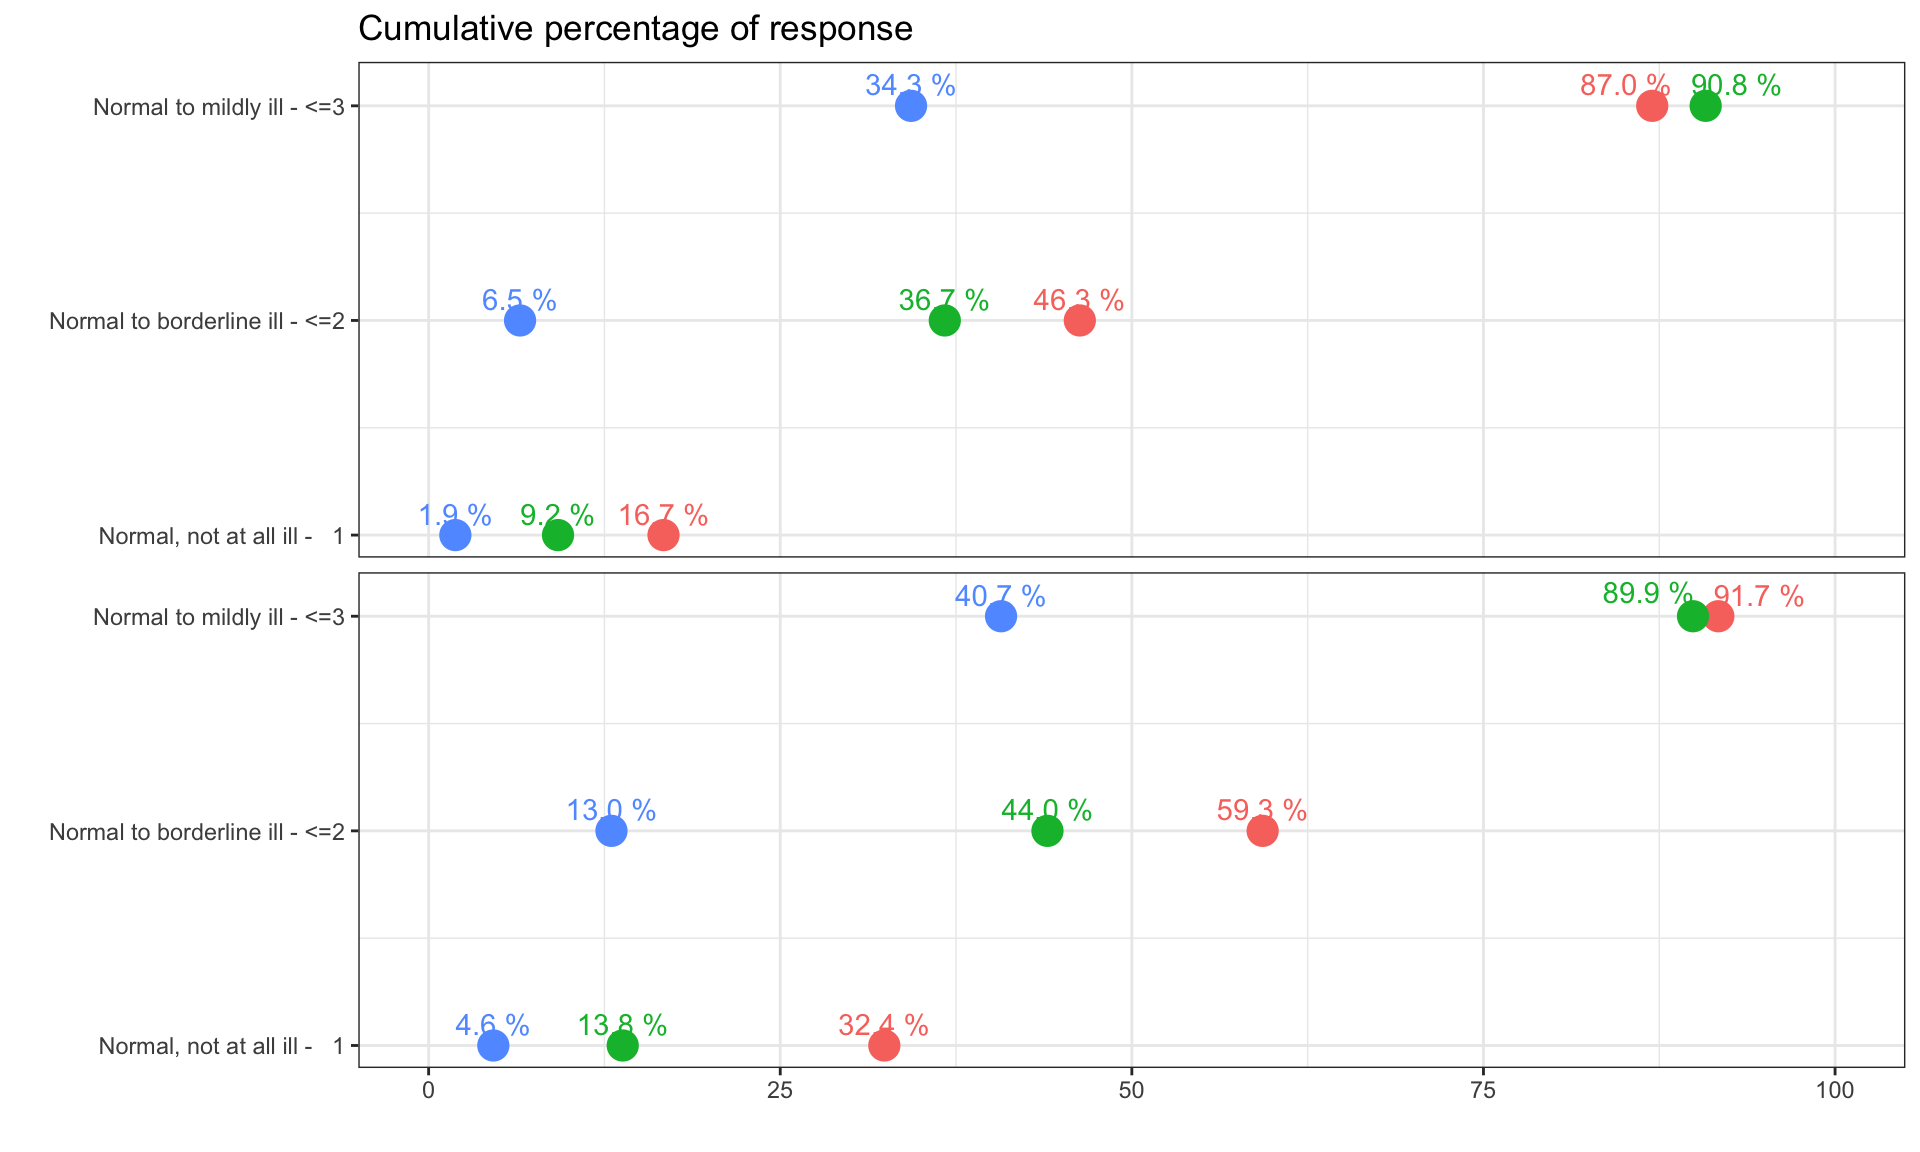 Cumulative percentage of response
34.3 % 87.0 % 90.8 %
Normal to mildly ill - <=3
6.5 % 36.7 % 46.3 %
Normal to borderline ill - <=2
1.9 % 9.2 % 16.7 %
Normal, not at all ill -   1
40.7 % 89.9 % 91.7 %
Normal to mildly ill - <=3
13.0 % 44.0 % 59.3 %
Normal to borderline ill - <=2
4.6 % 13.8 % 32.4 %
Normal, not at all ill -   1
0 25 50 75 100